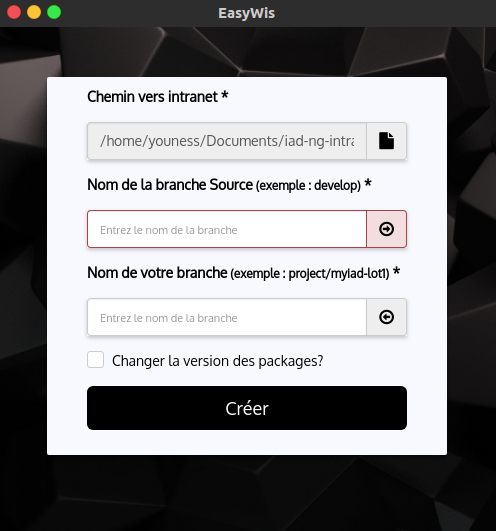 EasyWis
Chemin vers intranet *
/home/youness/Documents/iad-ng-intra
Nom de la branche Source (exemple : develop) *
Entrez le nom de la branche
Nom de votre branche (exemple : project/myiad-lot1) *
Entrez le nom de la branche
Changer la version des packages?
Créer